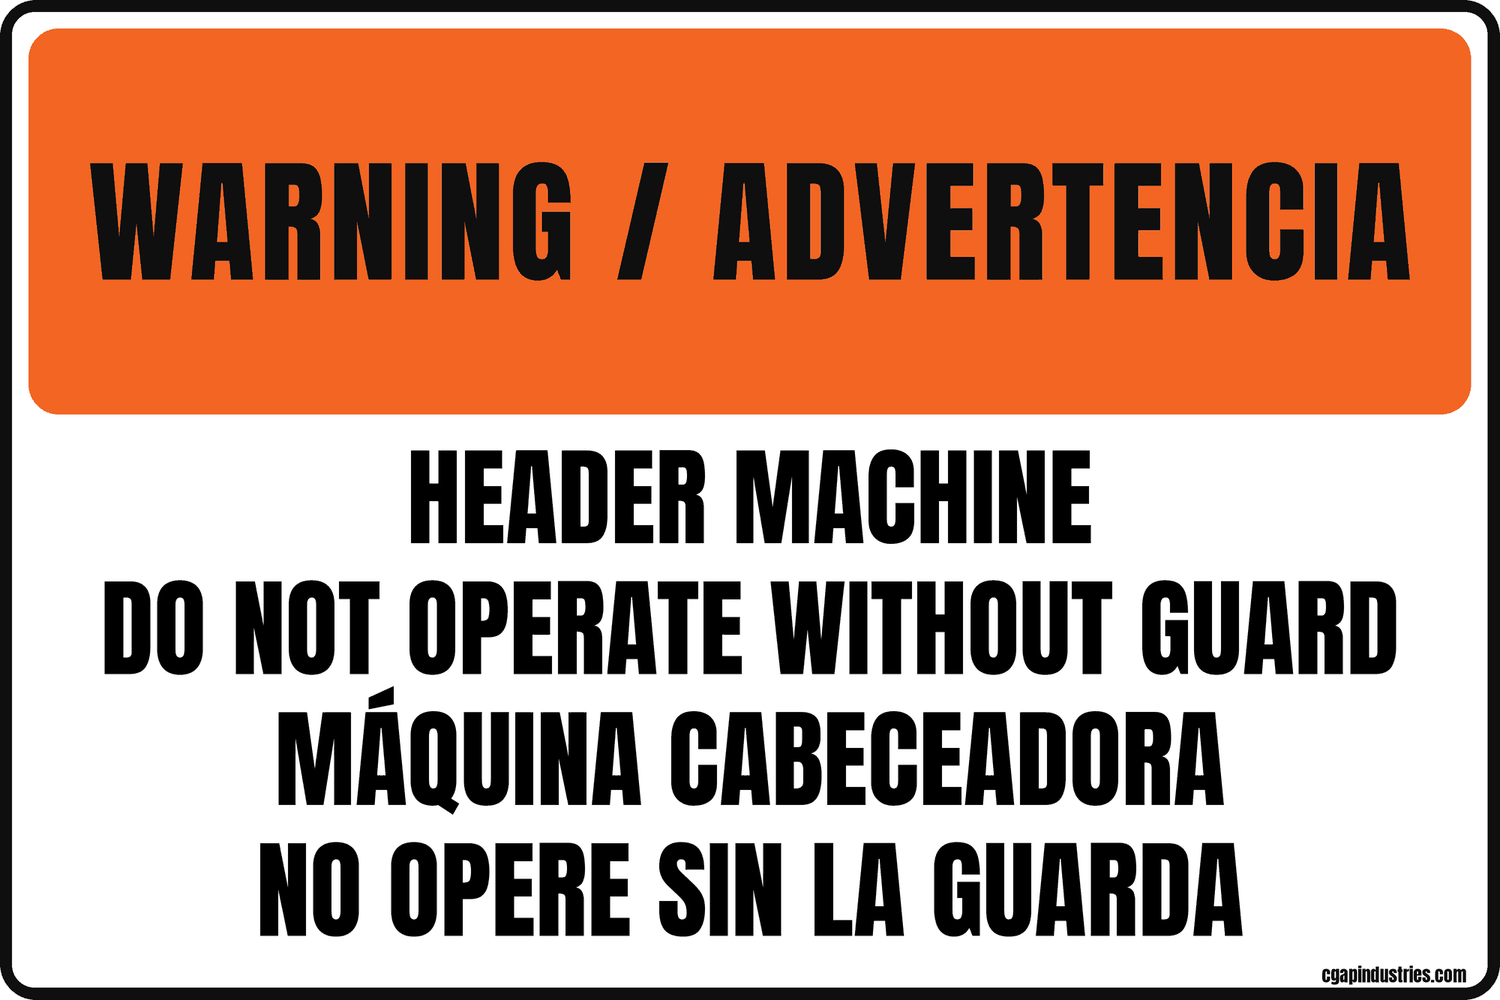 WARNING / ADVERTENCIA
HEADER MACHINE
DO NOT OPERATE WITHOUT GUARD
MÁQUINA CABECEADORA
NO OPERE SIN LA GUARDA
cgapindustries.com